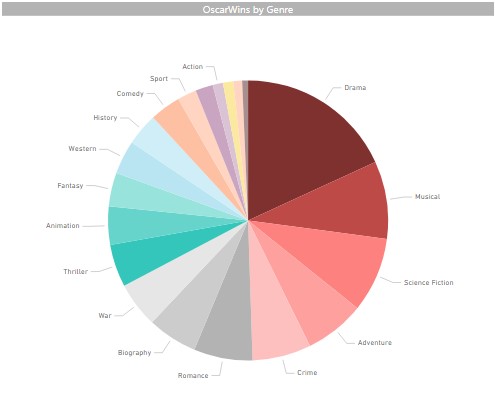 OscarWins by Genre
Drama
Musical
Science Fiction
Adventure
Crime
Romance
Biography
War
Thriller
Animation
Fantasy
Western
History
Comedy
Sport
Action